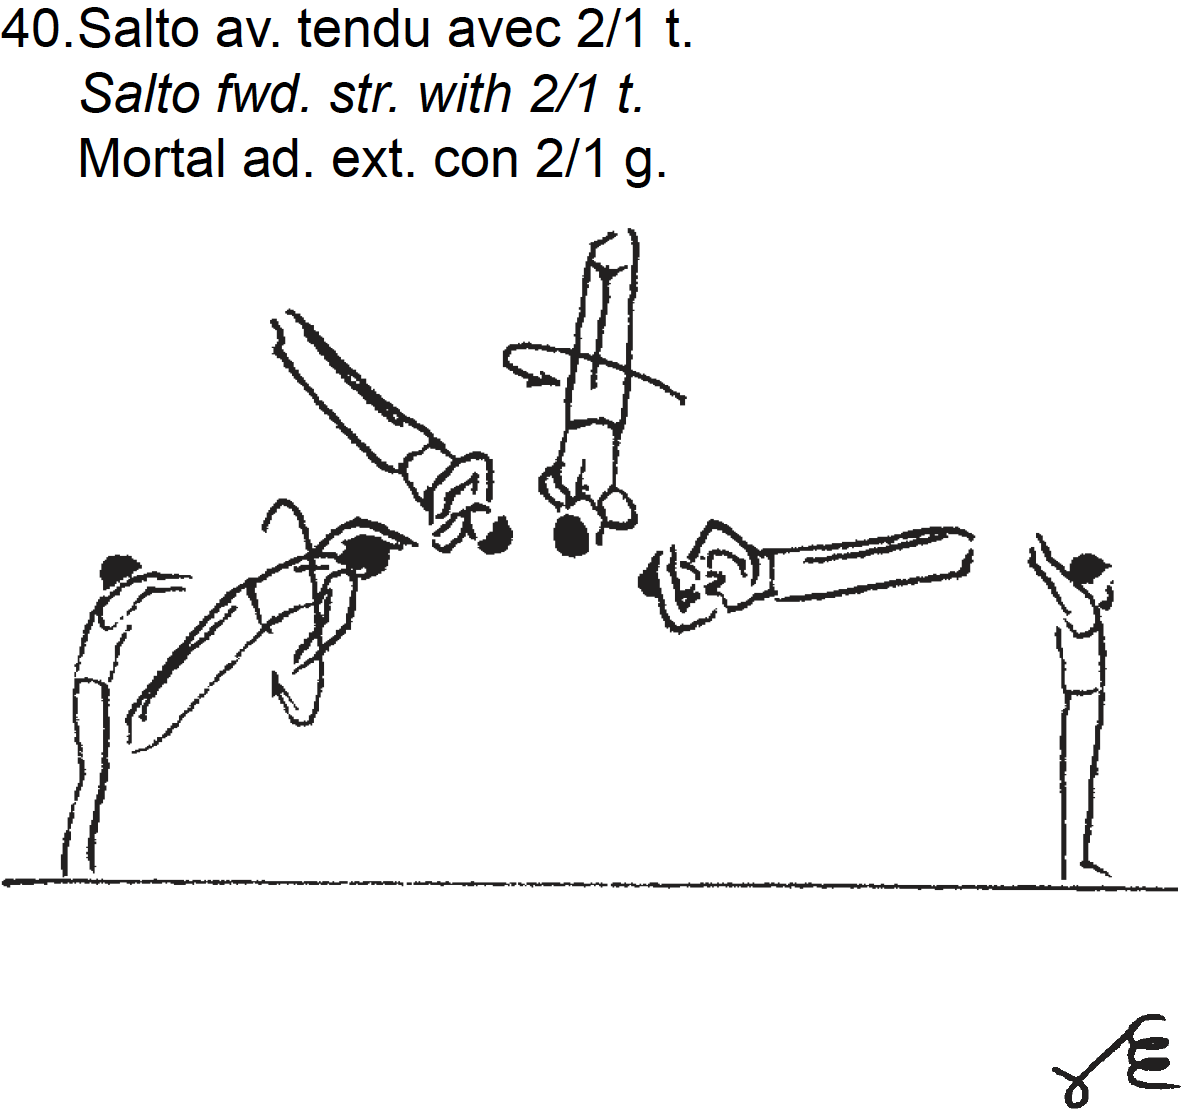 40.Salto av. tendu avec 2/1 t.
Salto fwd. str. with 2/1 t.
Mortal ad. ext. con 2/1 g.